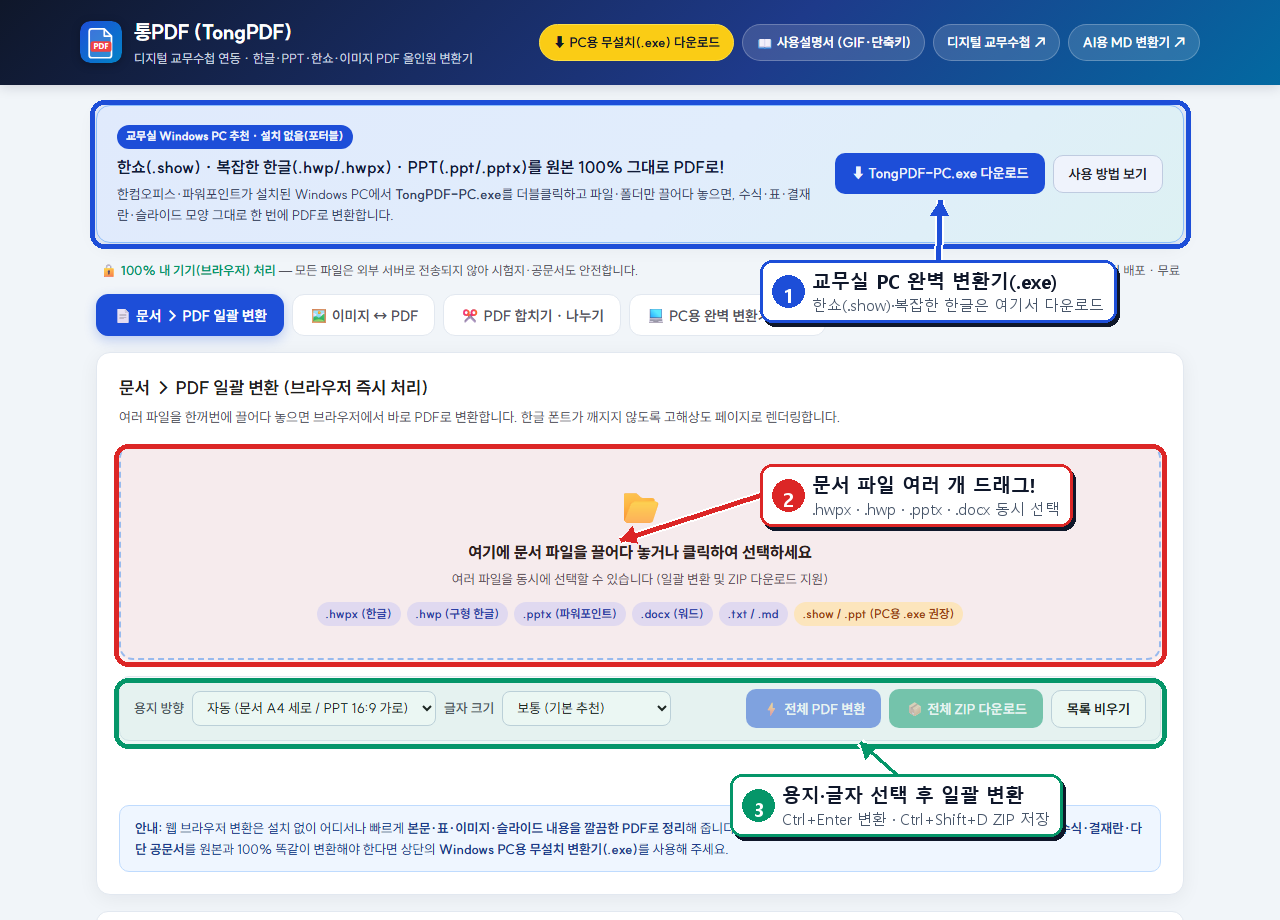 PDF
통PDF (TongPDF)
디지털 교무수첩 연동 · 한글·PPT·한쇼·이미지 PDF 올인원 변환기
⬇ PC용 무설치(.exe) 다운로드
📖 사용설명서 (GIF·단축키)
디지털 교무수첩 ↗
AI용 MD 변환기 ↗
교무실 Windows PC 추천 · 설치 없음(포터블)
한쇼(.show) · 복잡한 한글(.hwp/.hwpx) · PPT(.ppt/.pptx)를 원본 100% 그대로 PDF로!
한컴오피스·파워포인트가 설치된 Windows PC에서 TongPDF-PC.exe를 더블클릭하고 파일·폴더만 끌어다 놓으면, 수식·표·결재
란·슬라이드 모양 그대로 한 번에 PDF로 변환합니다.
⬇ TongPDF-PC.exe 다운로드
사용 방법 보기
🔒 100% 내 기기(브라우저) 처리 — 모든 파일은 외부 서버로 전송되지 않아 시험지·공문서도 안전합니다.
배포 · 무료
1 교무실 PC 완벽 변환기(.exe)
한쇼(.show)·복잡한 한글은 여기서 다운로드
📄 문서 > PDF 일괄 변환
🖼️ 이미지 ↔ PDF
✂️ PDF 합치기 · 나누기
💻 PC용 완벽 변환
문서 > PDF 일괄 변환 (브라우저 즉시 처리)
여러 파일을 한꺼번에 끌어다 놓으면 브라우저에서 바로 PDF로 변환합니다. 한글 폰트가 깨지지 않도록 고해상도 페이지로 렌더링합니다.
2 문서 파일 여러 개 드래그!
.hwpx · .hwp · .pptx · .docx 동시 선택
여기에 문서 파일을 끌어다 놓거나 클릭하여 선택하세요
여러 파일을 동시에 선택할 수 있습니다 (일괄 변환 및 ZIP 다운로드 지원)
.hwpx (한글)
.hwp (구형 한글)
.pptx (파워포인트)
.docx (워드)
.txt / .md
.show / .ppt (PC용 .exe 권장)
용지 방향
자동 (문서 A4 세로 / PPT 16:9 가로)
글자 크기
보통 (기본 추천)
⚡ 전체 PDF 변환
📦 전체 ZIP 다운로드
목록 비우기
3 용지·글자 선택 후 일괄 변환
Ctrl+Enter 변환 · Ctrl+Shift+D ZIP 저장
안내: 웹 브라우저 변환은 설치 없이 어디서나 빠르게 본문·표·이미지·슬라이드 내용을 깔끔한 PDF로 정리해 줍니다 수식·결재란·다
단 공문서를 원본과 100% 똑같이 변환해야 한다면 상단의 Windows PC용 무설치 변환기(.exe)를 사용해 주세요.